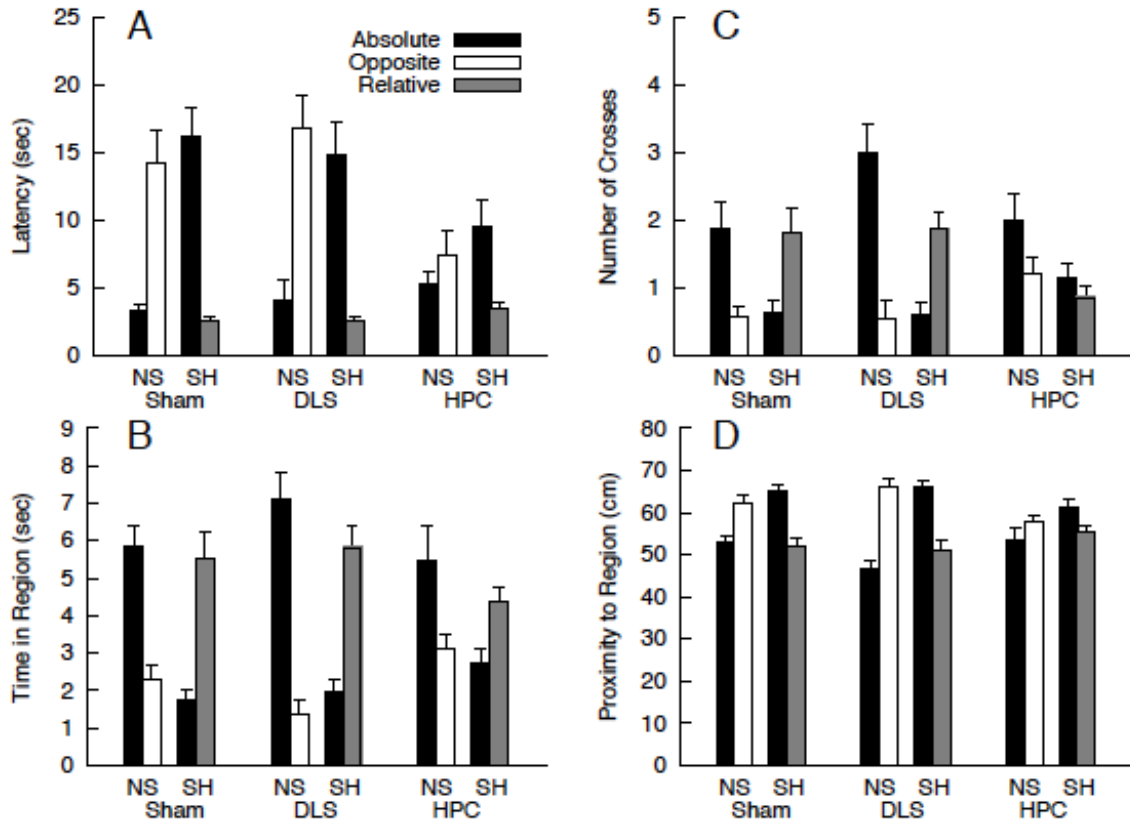 A
25
20
15
10
5
0
Latency (sec)
Absolute
Opposite
Relative
NS SH NS SH NS SH
Sham DLS HPC
C
5
4
3
2
1
0
Number of Crosses
NS SH NS SH NS SH
Sham DLS HPC
B
9
8
7
6
5
4
3
2
1
0
Time in Region (sec)
NS SH NS SH NS SH
Sham DLS HPC
D
80
70
60
50
40
30
20
10
0
Proximity to Region (cm)
NS SH NS SH NS SH
Sham DLS HPC